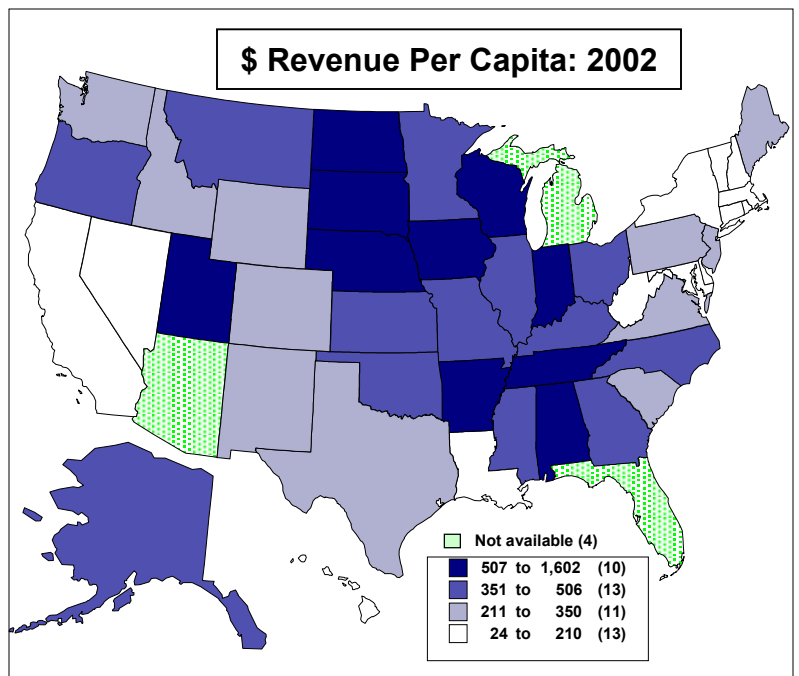 $ Revenue Per Capita: 2002
Not available (4)
507 to 1,602 (10)
351 to 506 (13)
211 to 350 (11)
24 to 210 (13)